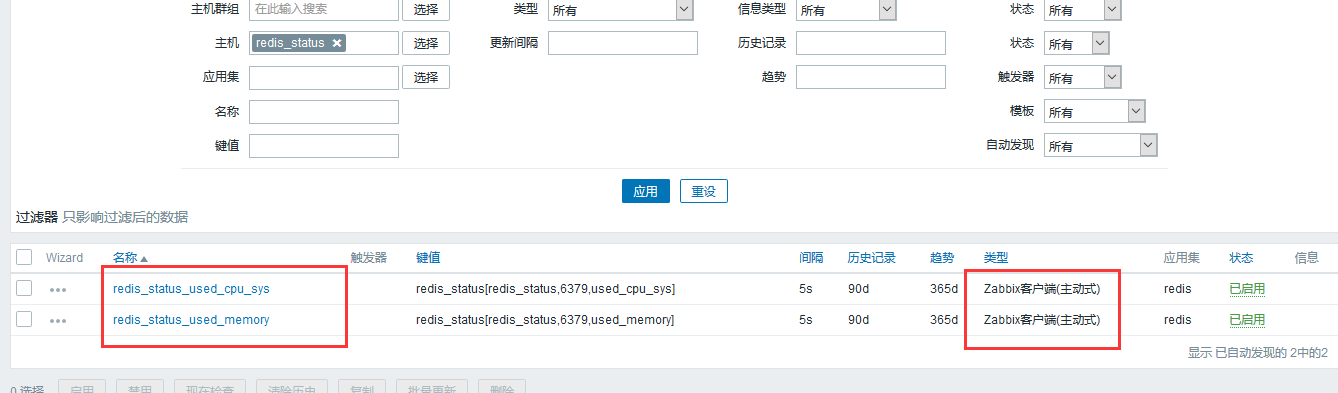 主机群组 在此输入搜索 选择 类型 所有 信息类型 所有 状态 所有
主机 redis_status 选择 更新间隔 历史记录 状态 所有
应用集 选择 趋势 触发器 所有
名称 模板 所有
键值 自动发现 所有
应用 重设
过滤器 只影响过滤后的数据
Wizard 名称 触发器 键值 间隔 历史记录 趋势 类型 应用集 状态 信息
redis_status_used_cpu_sys redis_status[redis_status,6379,used_cpu_sys] 5s 90d 365d Zabbix客户端(主动式) redis 已启用
redis_status_used_memory redis_status[redis_status,6379,used_memory] 5s 90d 365d Zabbix客户端(主动式) redis 已启用
显示 已自动发现的 2中的2
0 选择 启用 禁用 现在检查 清除历史 复制 批量更新 删除